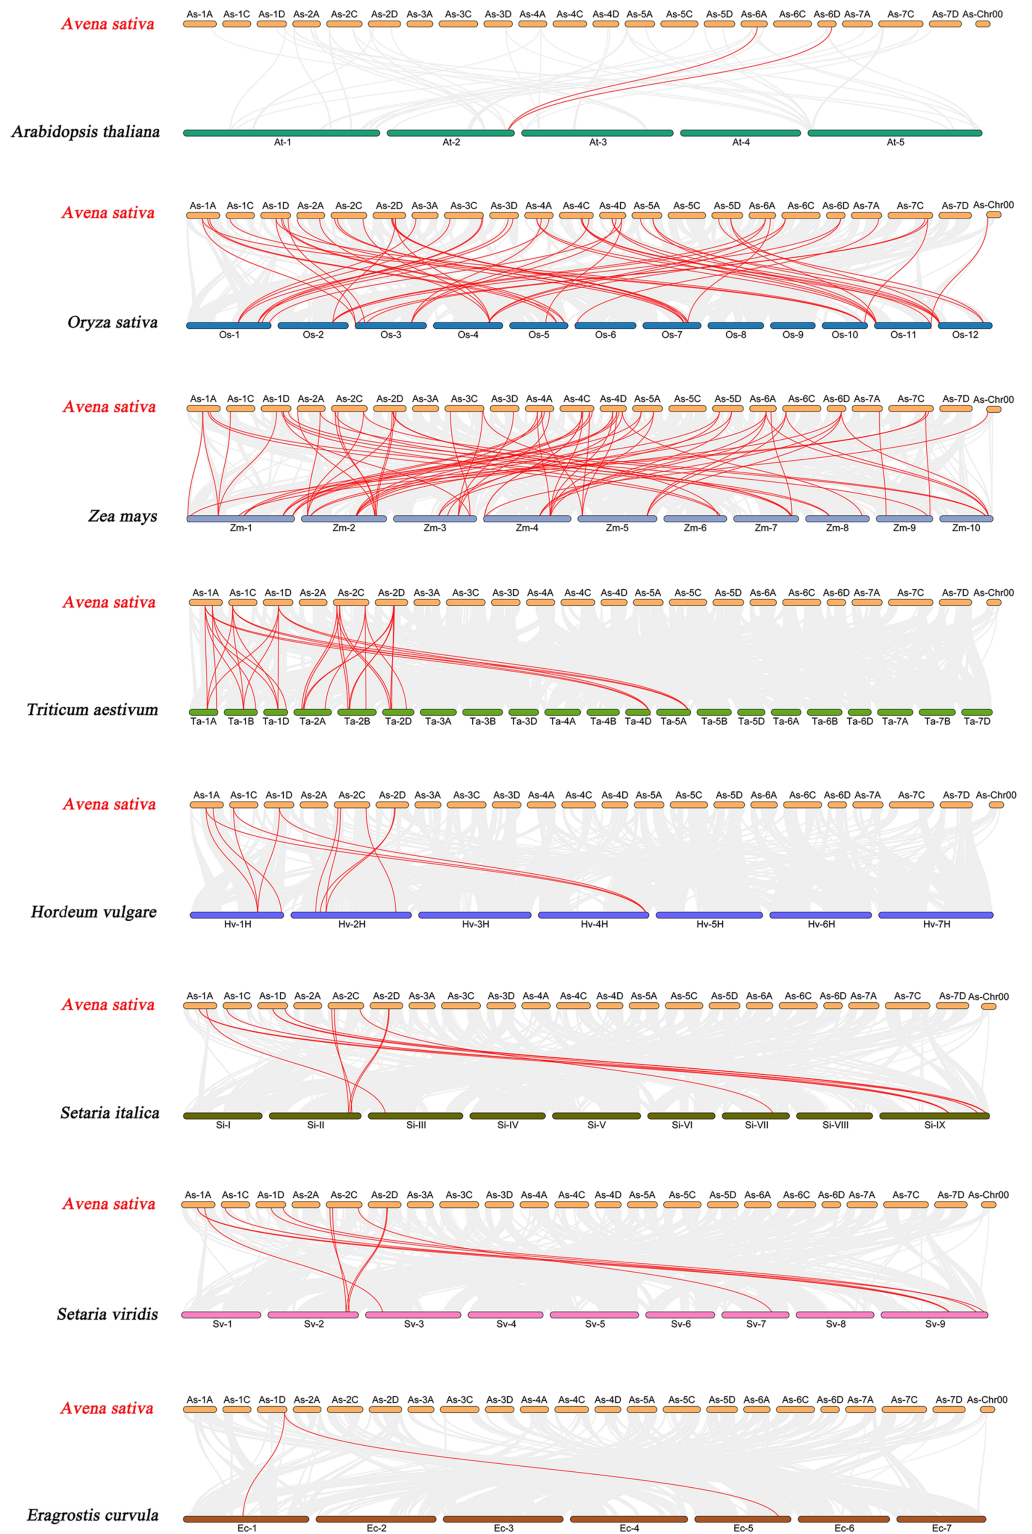 As-1A As-1C As-1D As-2A As-2C As-2D As-3A As-3C As-3D As-4A As-4C As-4D As-5A As-5C As-5D As-6A As-6C As-6D As-7A As-7C As-7D As-Chr00
Avena sativa
Arabidopsis thaliana
At-1 At-2 At-3 At-4 At-5
As-1A As-1C As-1D As-2A As-2C As-2D As-3A As-3C As-3D As-4A As-4C As-4D As-5A As-5C As-5D As-6A As-6C As-6D As-7A As-7C As-7D As-Chr00
Avena sativa
Oryza sativa
Os-1 Os-2 Os-3 Os-4 Os-5 Os-6 Os-7 Os-8 Os-9 Os-10 Os-11 Os-12
As-1A As-1C As-1D As-2A As-2C As-2D As-3A As-3C As-3D As-4A As-4C As-4D As-5A As-5C As-5D As-6A As-6C As-6D As-7A As-7C As-7D As-Chr00
Avena sativa
Zea mays
Zm-1 Zm-2 Zm-3 Zm-4 Zm-5 Zm-6 Zm-7 Zm-8 Zm-9 Zm-10
As-1A As-1C As-1D As-2A As-2C As-2D As-3A As-3C As-3D As-4A As-4C As-4D As-5A As-5C As-5D As-6A As-6C As-6D As-7A As-7C As-7D As-Chr00
Avena sativa
Triticum aestivum
Ta-1A Ta-1B Ta-1D Ta-2A Ta-2B Ta-2D Ta-3A Ta-3B Ta-3D Ta-4A Ta-4B Ta-4D Ta-5A Ta-5B Ta-5D Ta-6A Ta-6B Ta-6D Ta-7A Ta-7B Ta-7D
As-1A As-1C As-1D As-2A As-2C As-2D As-3A As-3C As-3D As-4A As-4C As-4D As-5A As-5C As-5D As-6A As-6C As-6D As-7A As-7C As-7D As-Chr00
Avena sativa
Hordeum vulgare
Hv-1H Hv-2H Hv-3H Hv-4H Hv-5H Hv-6H Hv-7H
As-1A As-1C As-1D As-2A As-2C As-2D As-3A As-3C As-3D As-4A As-4C As-4D As-5A As-5C As-5D As-6A As-6C As-6D As-7A As-7C As-7D As-Chr00
Avena sativa
Setaria italica
Si-I Si-II Si-III Si-IV Si-V Si-VI Si-VII Si-VIII Si-IX
As-1A As-1C As-1D As-2A As-2C As-2D As-3A As-3C As-3D As-4A As-4C As-4D As-5A As-5C As-5D As-6A As-6C As-6D As-7A As-7C As-7D As-Chr00
Avena sativa
Setaria viridis
Sv-1 Sv-2 Sv-3 Sv-4 Sv-5 Sv-6 Sv-7 Sv-8 Sv-9
As-1A As-1C As-1D As-2A As-2C As-2D As-3A As-3C As-3D As-4A As-4C As-4D As-5A As-5C As-5D As-6A As-6C As-6D As-7A As-7C As-7D As-Chr00
Avena sativa
Eragrostis curvula
Ec-1 Ec-2 Ec-3 Ec-4 Ec-5 Ec-6 Ec-7